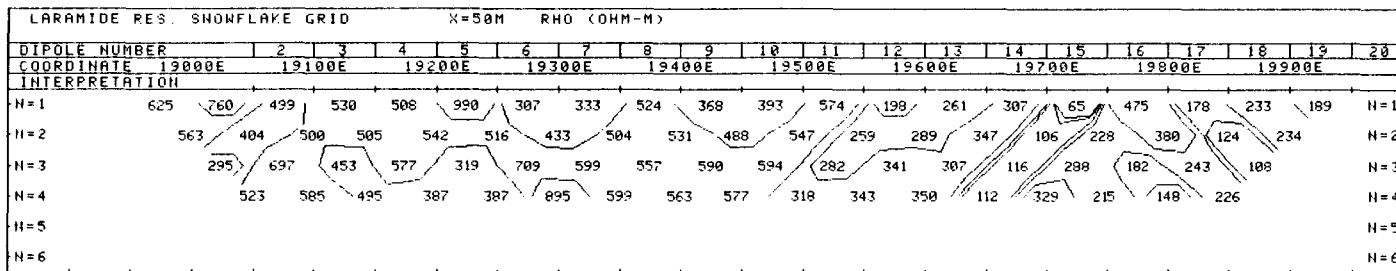 LARAMIDE RES. SNOWFLAKE GRID X=50M RHO (OHM-M)
DIPOLE NUMBER 2 3 4 5 6 7 8 9 10 11 12 13 14 15 16 17 18 19 20
COORDINATE 19000E 19100E 19200E 19300E 19400E 19500E 19600E 19700E 19800E 19900E
INTERPRETATION
N=1 625 760 499 530 508 990 307 333 524 368 393 574 198 261 307 65 475 178 233 189 N=1
N=2 563 404 500 505 542 516 433 504 531 488 547 259 289 347 106 228 380 124 234 N=2
N=3 295 697 453 577 319 709 599 557 590 594 282 341 307 116 288 182 243 108 N=3
N=4 523 585 495 387 387 895 599 563 577 318 343 350 112 329 215 148 226 N=4
N=5 N=5
N=6 N=6